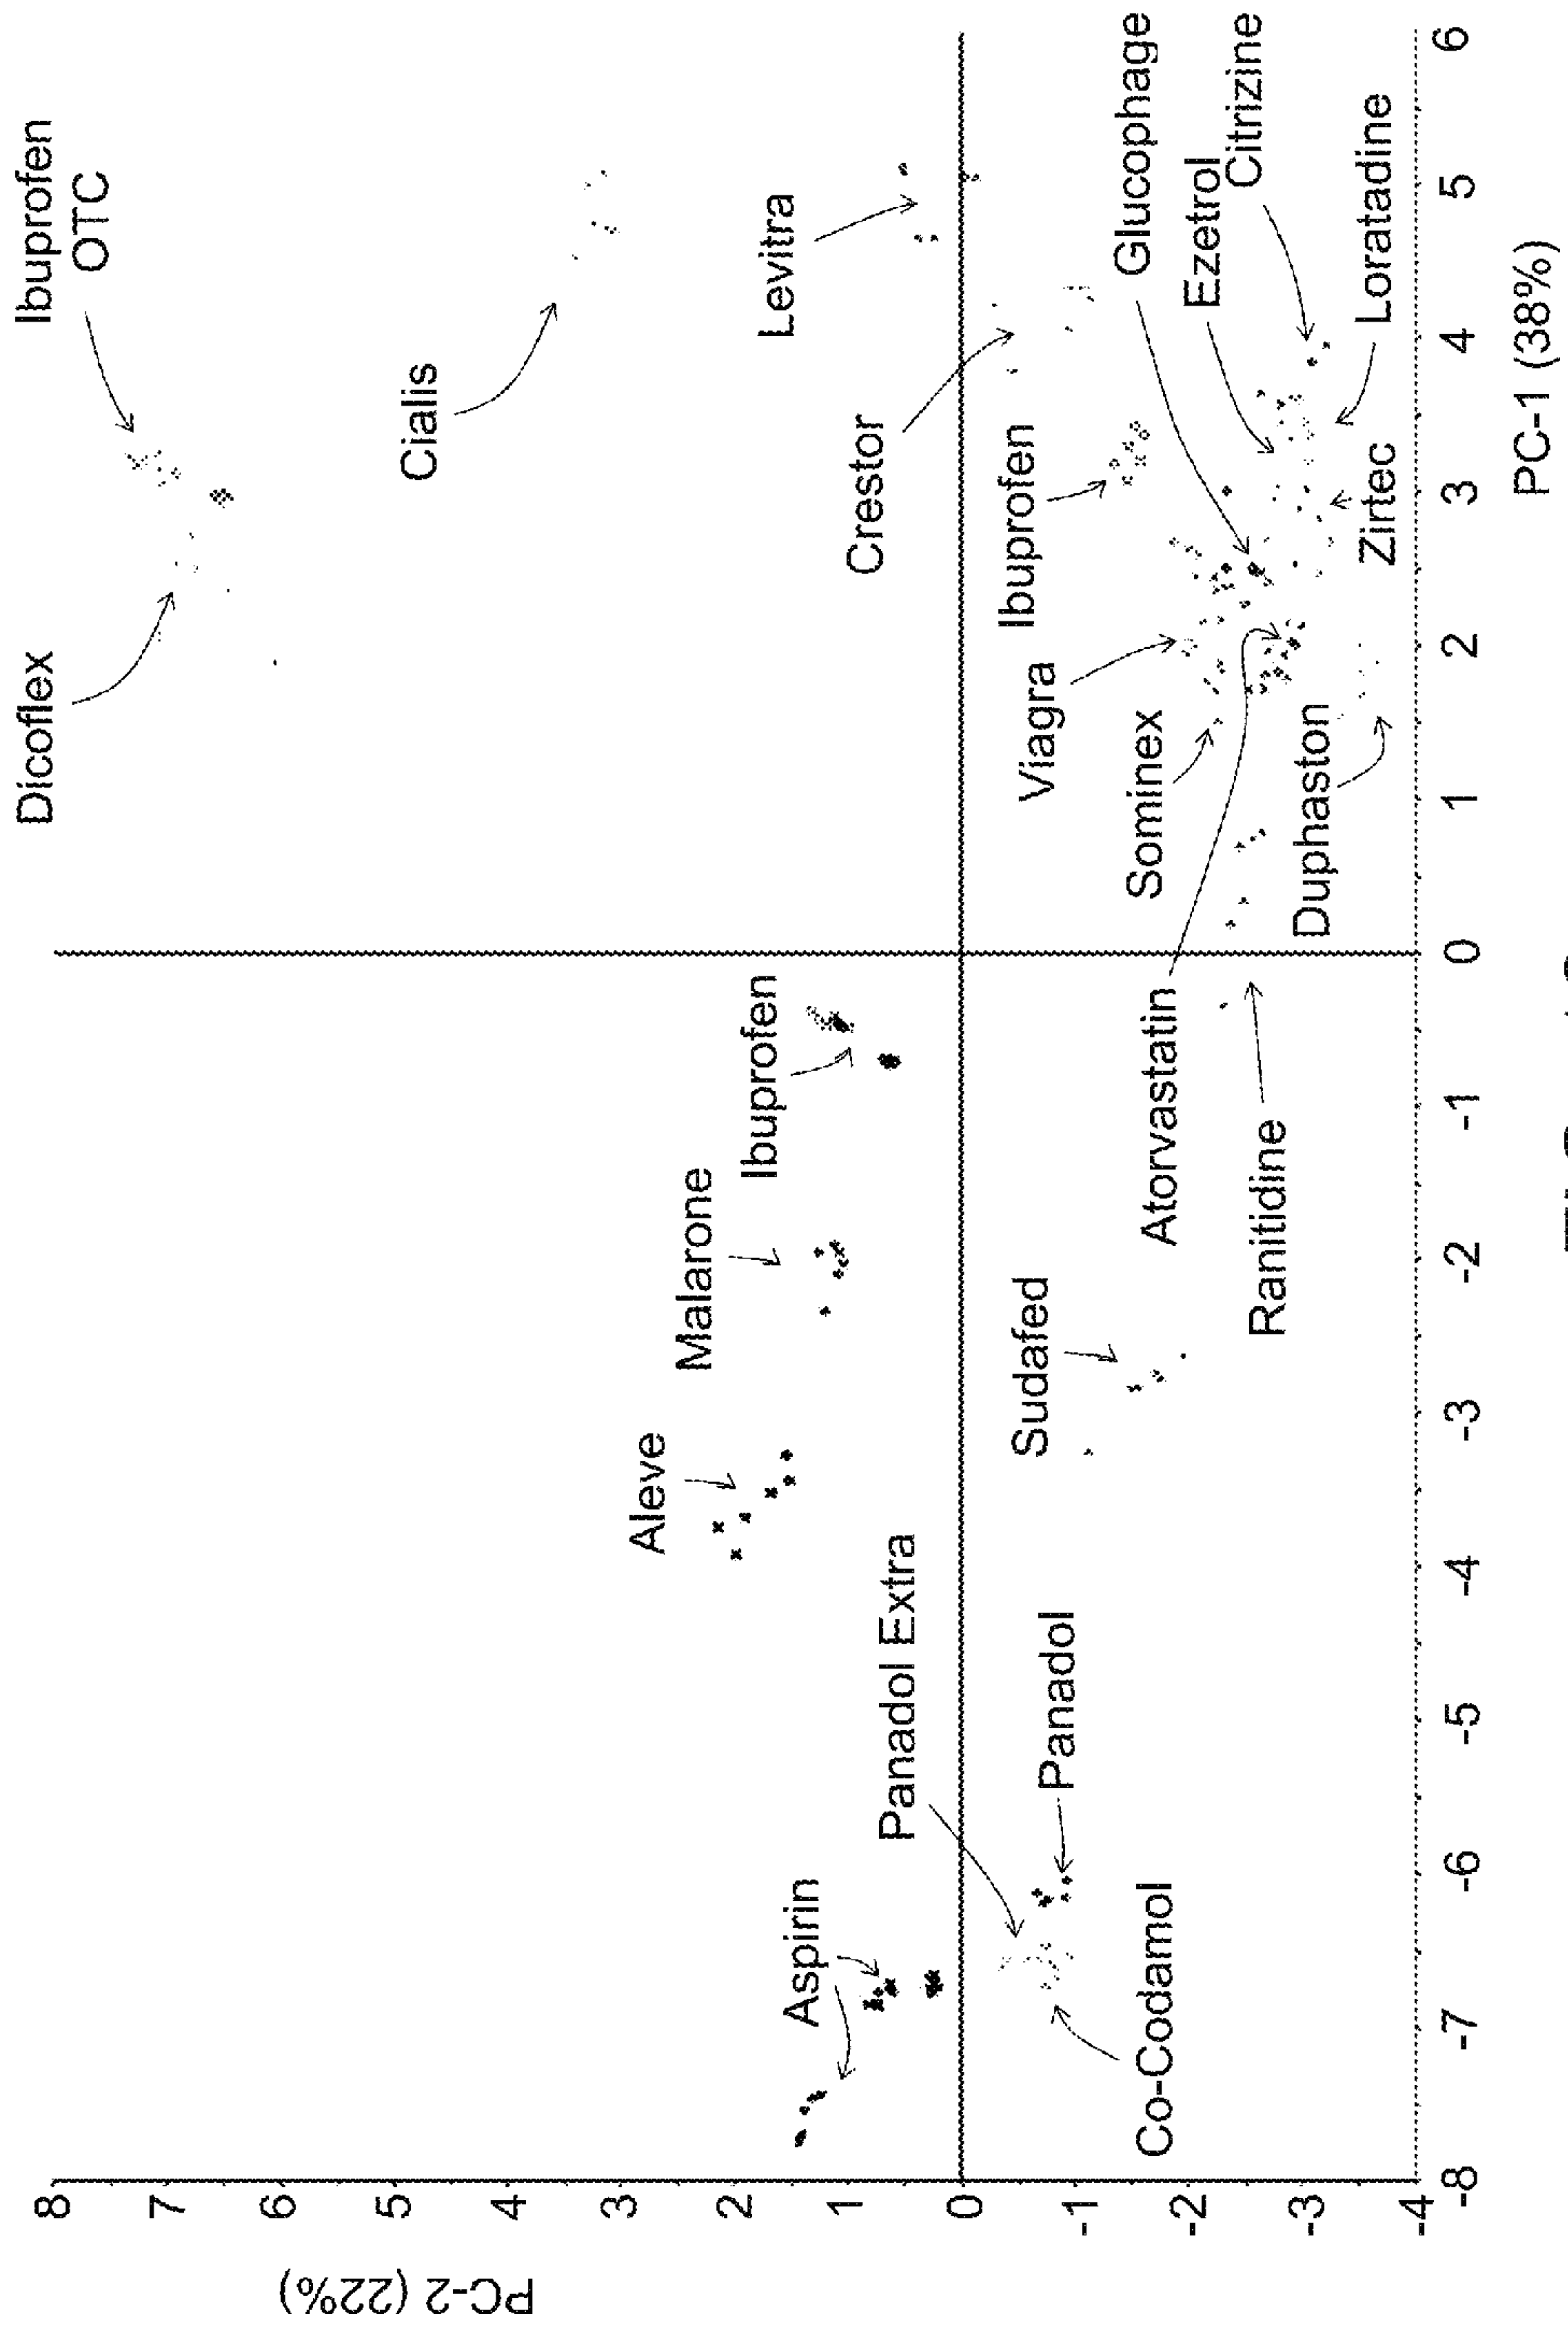 PC-2 (22%)
8
7
6
5
4
3
2
1
0
-1
-2
-3
-4
Dicoflex
Ibuprofen
OTC
Cialis
Levitra
Crestor
Ibuprofen
Viagra
Sominex
Glucophage
Ezetrol
Citrizine
Loratadine
Zirtec
Duphaston
Atorvastatin
Ranitidine
Ibuprofen
Malarone
Aleve
Sudafed
Panadol Extra
Panadol
Aspirin
Co-Codamol
-8
-7
-6
-5
-4
-3
-2
-1
0
1
2
3
4
5
6
PC-1 (38%)